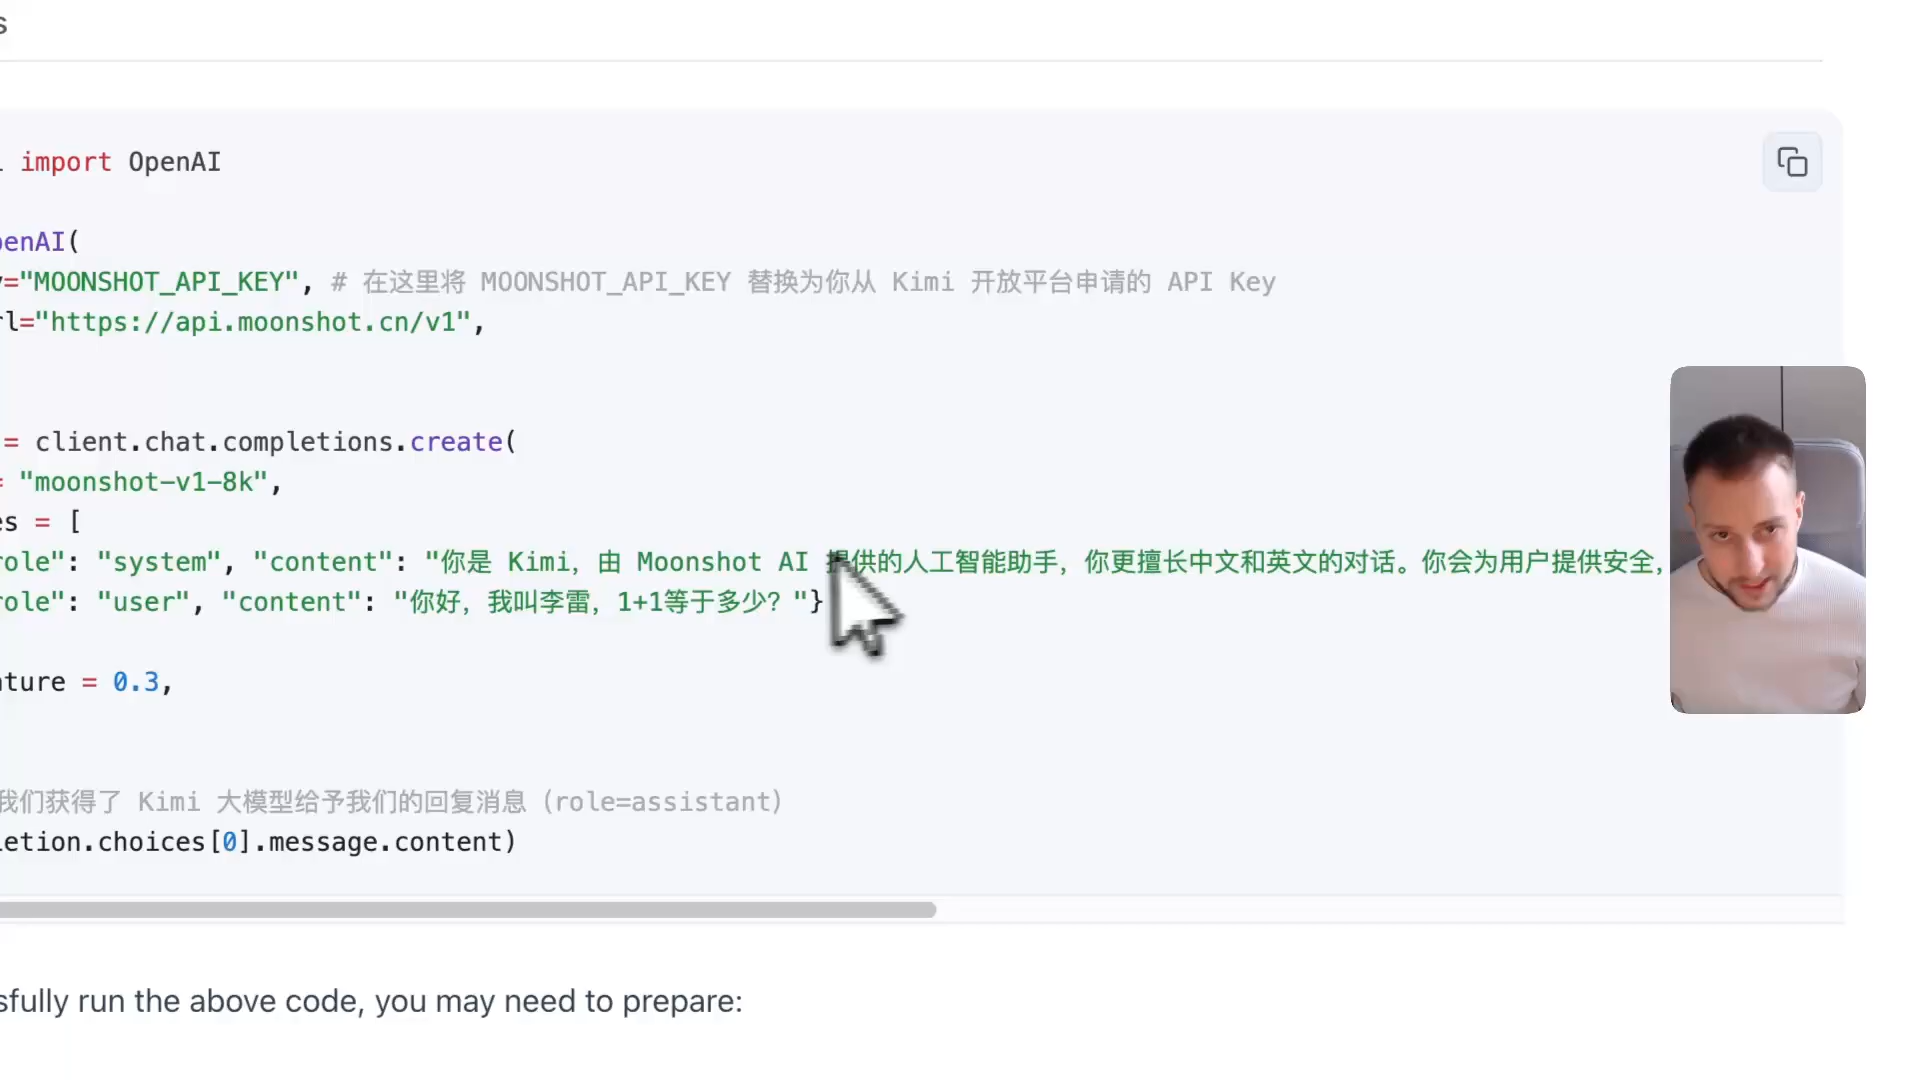 s
import OpenAI
penAI(
="MOONSHOT_API_KEY", # 在这里将 MOONSHOT_API_KEY 替换为你从 Kimi 开放平台申请的 API Key
rl="https://api.moonshot.cn/v1",
= client.chat.completions.create(
= "moonshot-v1-8k",
es = [
role": "system", "content": "你是 Kimi，由 Moonshot AI 提供的人工智能助手，你更擅长中文和英文的对话。你会为用户提供安全，
role": "user", "content": "你好，我叫李雷，1+1等于多少？"}
ature = 0.3,
我们获得了 Kimi 大模型给予我们的回复消息（role=assistant）
letion.choices[0].message.content)
sfully run the above code, you may need to prepare: